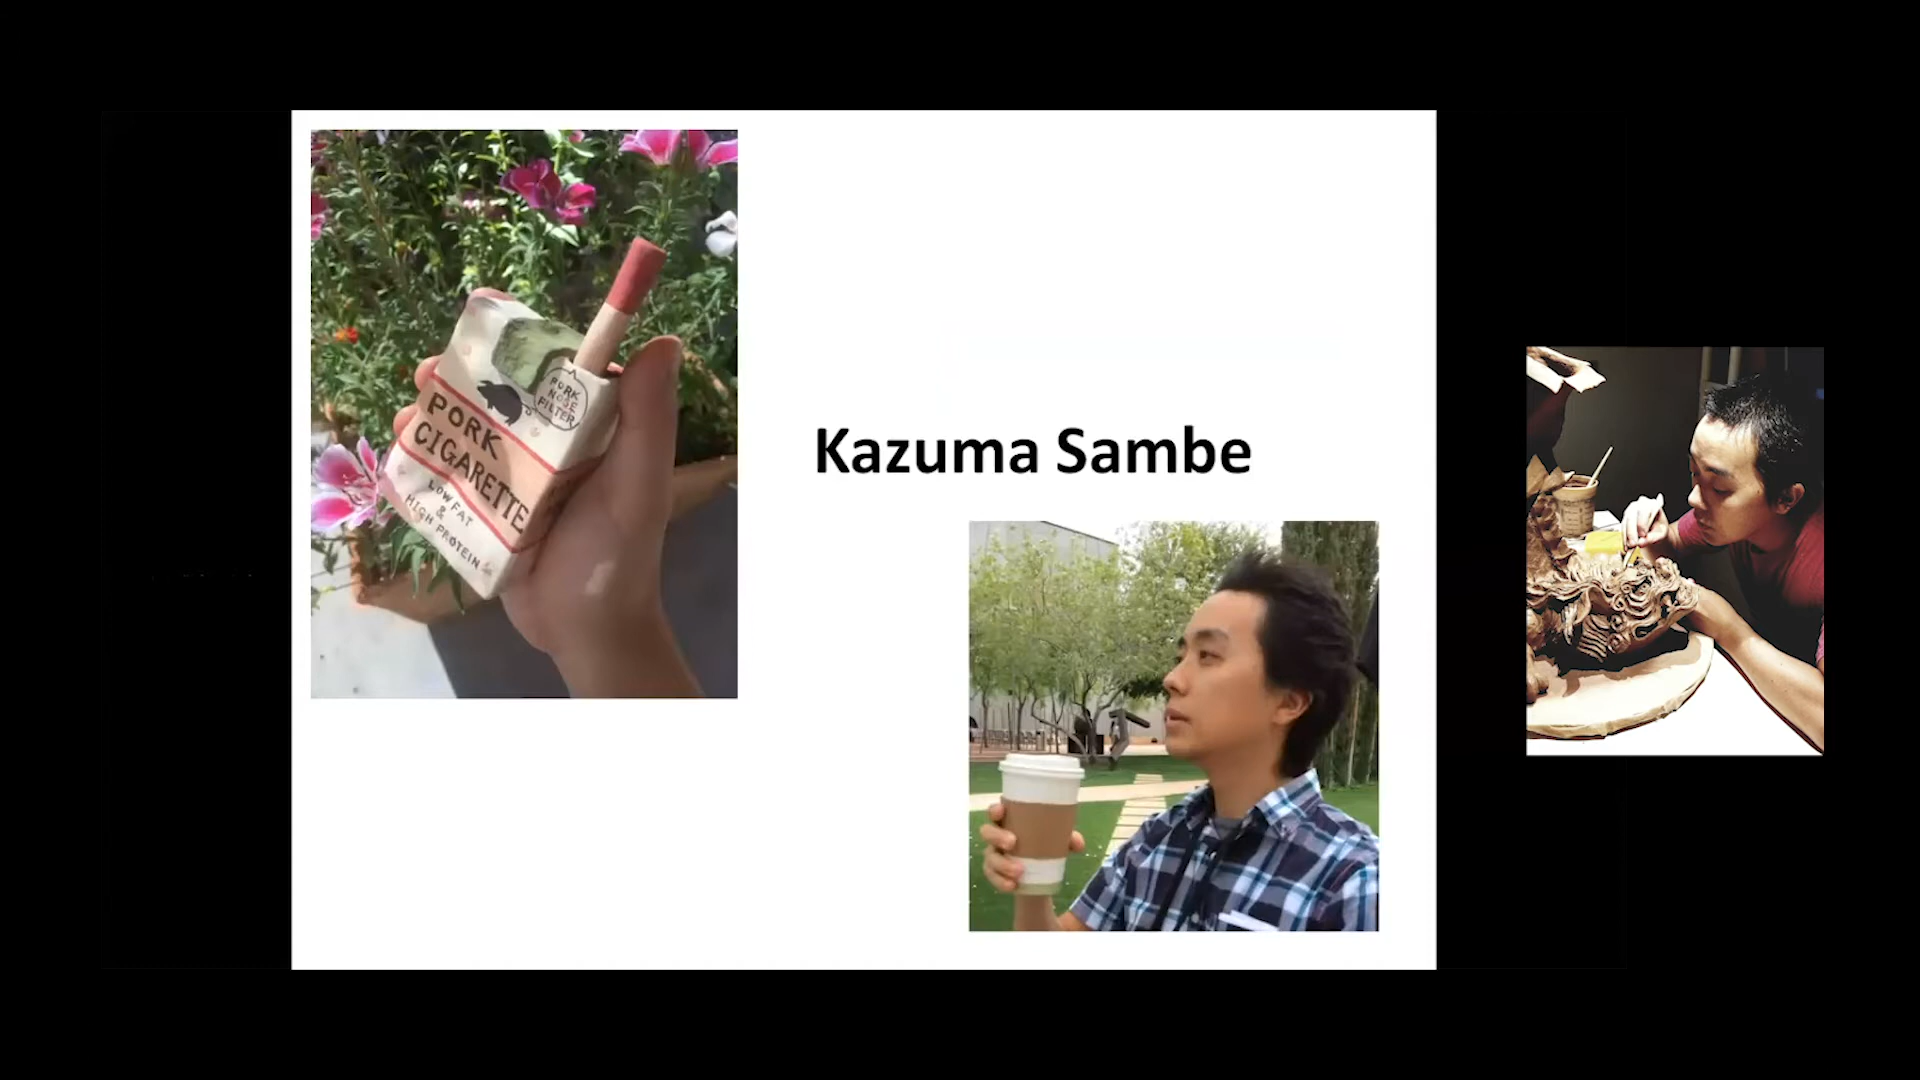 PORK
NOSE
FILTER
PORK
CIGARETTE
LOW FAT
&
HIGH PROTEIN
Kazuma Sambe